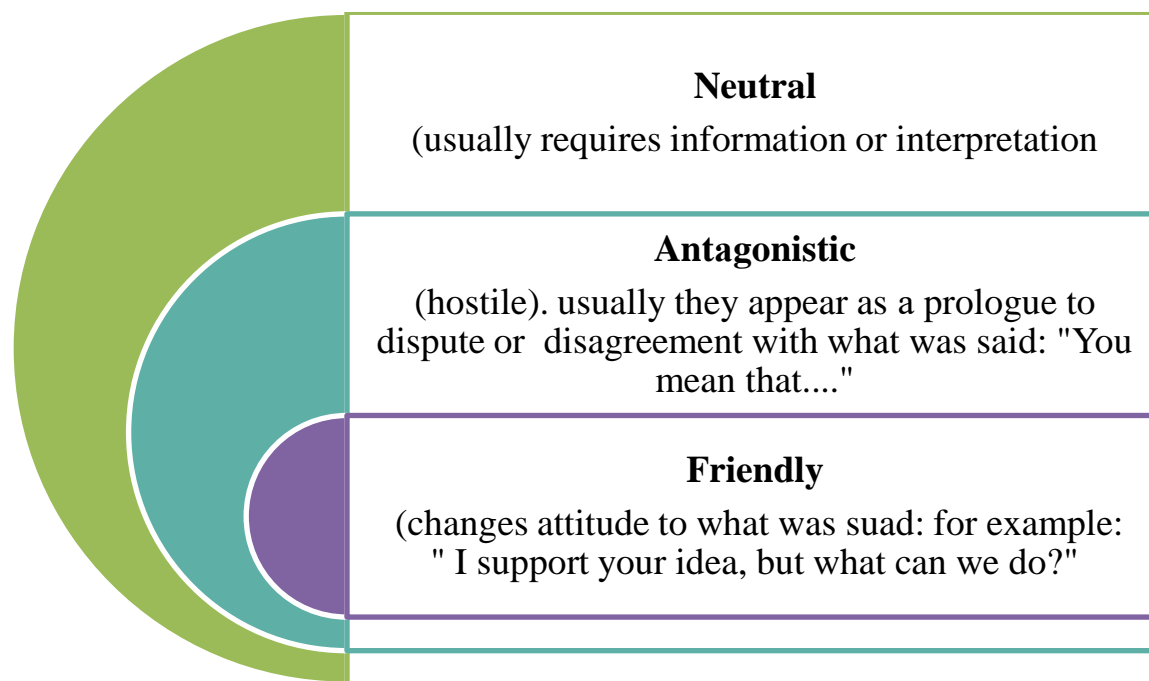 Neutral
(usually requires information or interpretation
Antagonistic
(hostile). usually they appear as a prologue to
dispute or  disagreement with what was said: "You
mean that...."
Friendly
(changes attitude to what was suad: for example:
" I support your idea, but what can we do?"